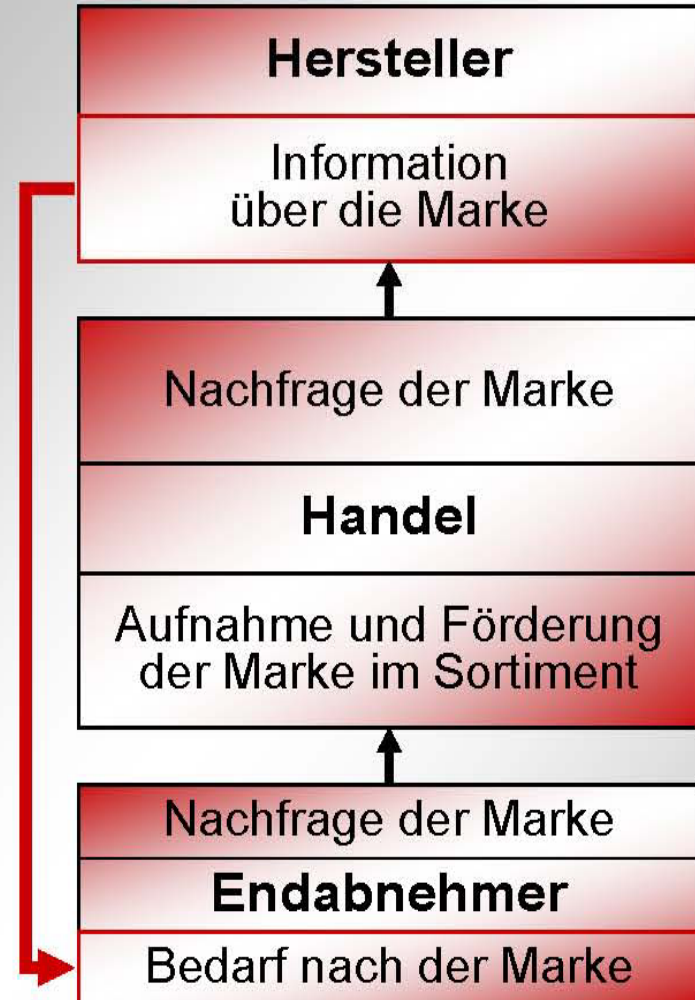 Hersteller
Information
über die Marke
Nachfrage der Marke
Handel
Aufnahme und Förderung
der Marke im Sortiment
Nachfrage der Marke
Endabnehmer
Bedarf nach der Marke